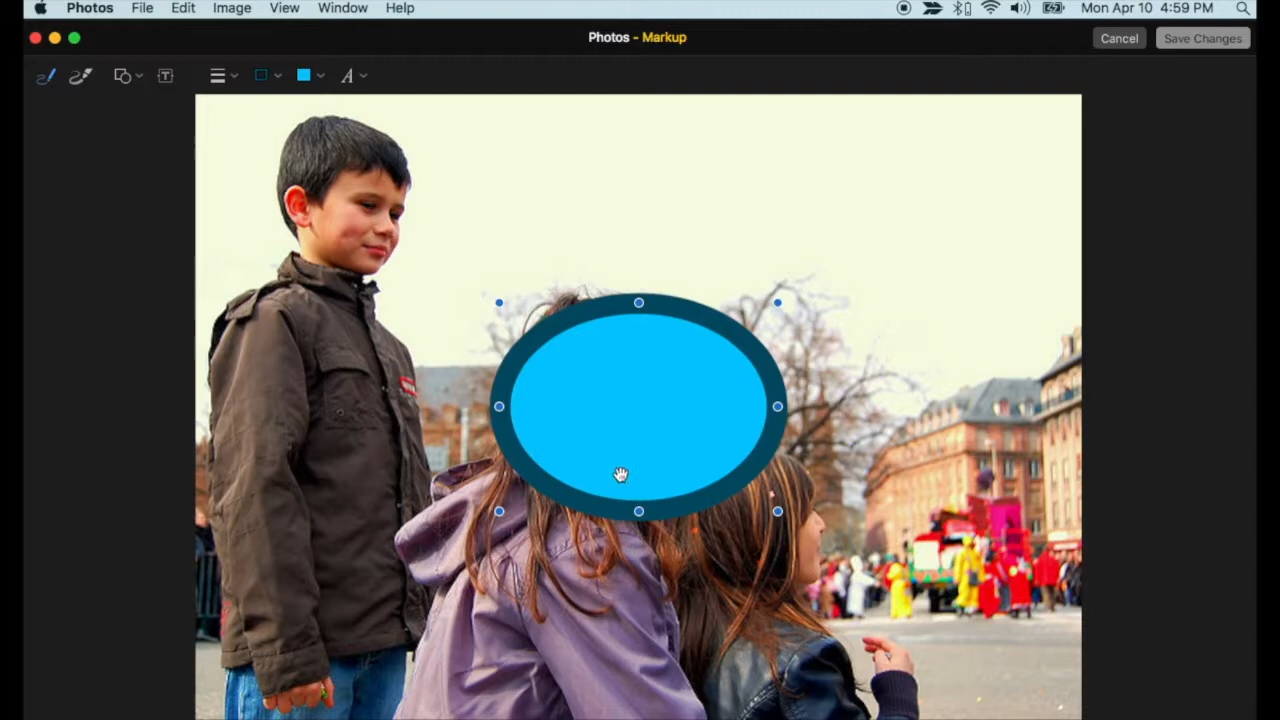 Photos File Edit Image View Window Help Mon Apr 10 4:59 PM
Photos - Markup Cancel Save Changes
T A